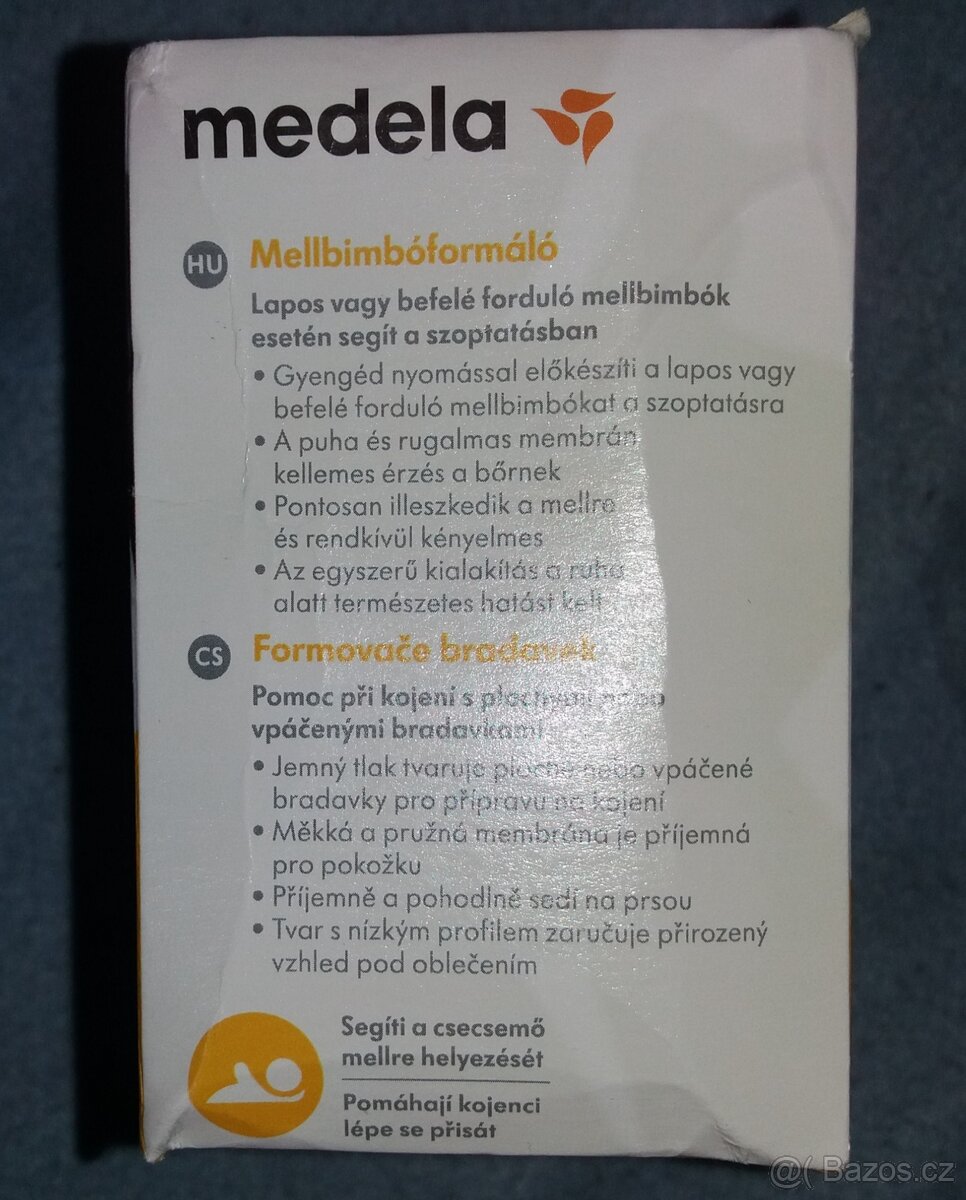 medela
HU Mellbimbóformáló
Lapos vagy befelé forduló mellbimbók
esetén segít a szoptatásban
• Gyengéd nyomással előkészíti a lapos vagy
befelé forduló mellbimbókat a szoptatásra
• A puha és rugalmas membrán
kellemes érzés a bőrnek
• Pontosan illeszkedik a mellre
és rendkívül kényelmes
• Az egyszerű kialakítás a ruha
alatt természetes hatást kelt
CS Formovače bradavek
Pomoc při kojení s plochými nebo
vpáčenými bradavkami
• Jemný tlak tvaruje ploché nebo vpáčené
bradavky pro přípravu na kojení
• Měkká a pružná membrána je příjemná
pro pokožku
• Příjemně a pohodlně sedí na prsou
• Tvar s nízkým profilem zaručuje přirozený
vzhled pod oblečením
Segíti a csecsemő
mellre helyezését
Pomáhají kojenci
lépe se přisát
@( Bazos.cz